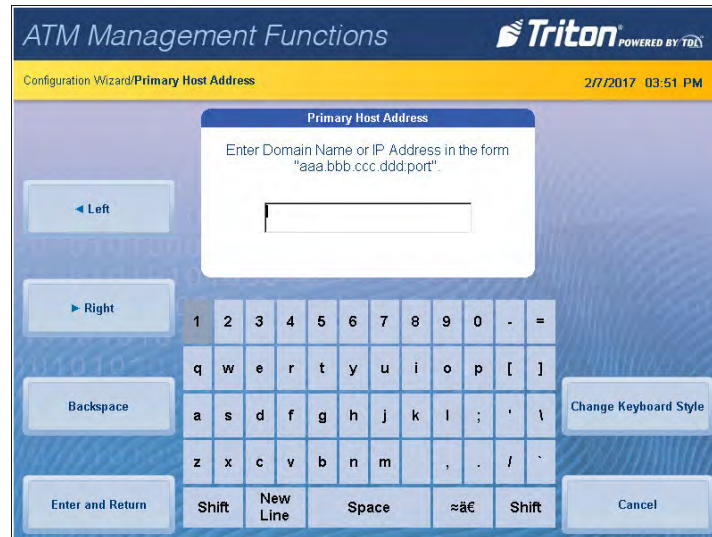 ATM Management Functions
Triton POWERED BY TDL
Configuration Wizard/Primary Host Address
2/7/2017 03:51 PM
Primary Host Address
Enter Domain Name or IP Address in the form
"aaa.bbb.ccc.ddd:port".
◄ Left
► Right
Backspace
Enter and Return
1 2 3 4 5 6 7 8 9 0 - =
q w e r t y u i o p [ ]
a s d f g h j k l ; ' \
z x c v b n m , . / `
Shift New Line Space ≈ä€ Shift
Change Keyboard Style
Cancel